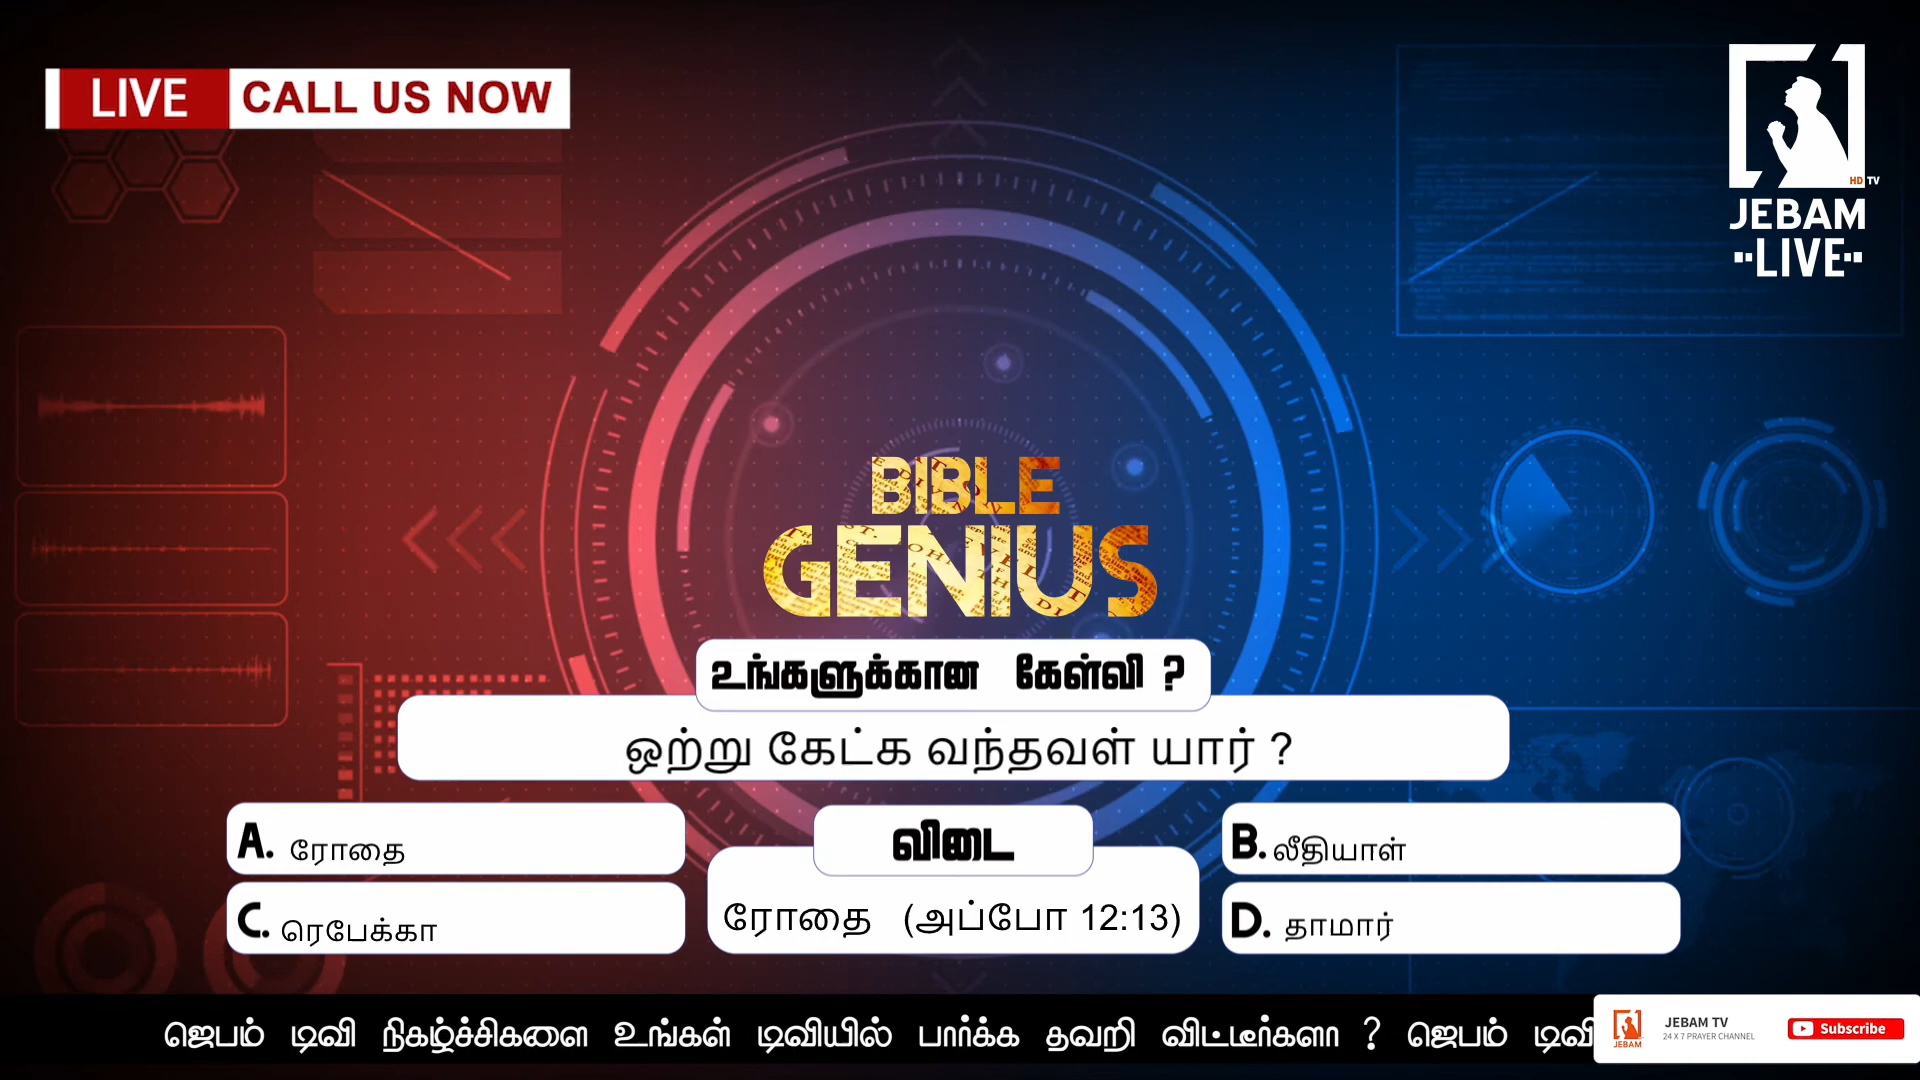 LIVE CALL US NOW
HD TV
JEBAM
LIVE
BIBLE
GENIUS
உங்களுக்கான கேள்வி ?
ஒற்று கேட்க வந்தவள் யார் ?
A. ரோதை
B. லீதியாள்
C. ரெபேக்கா
D. தாமார்
விடை
ரோதை (அப்போ 12:13)
ஜெபம் டிவி நிகழ்ச்சிகளை உங்கள் டிவியில் பார்க்க தவறி விட்டீர்களா ? ஜெபம் டிவி
JEBAM
JEBAM TV
24 X 7 PRAYER CHANNEL
Subscribe